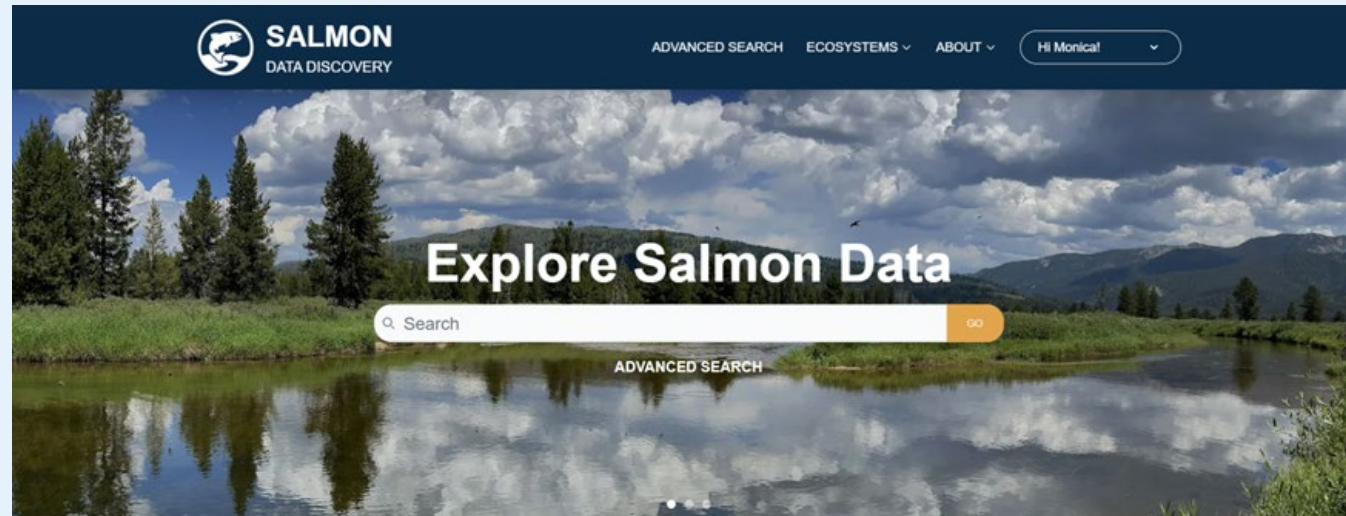 SALMON
DATA DISCOVERY
ADVANCED SEARCH ECOSYSTEMS ABOUT Hi Monica!
Explore Salmon Data
Search GO
ADVANCED SEARCH